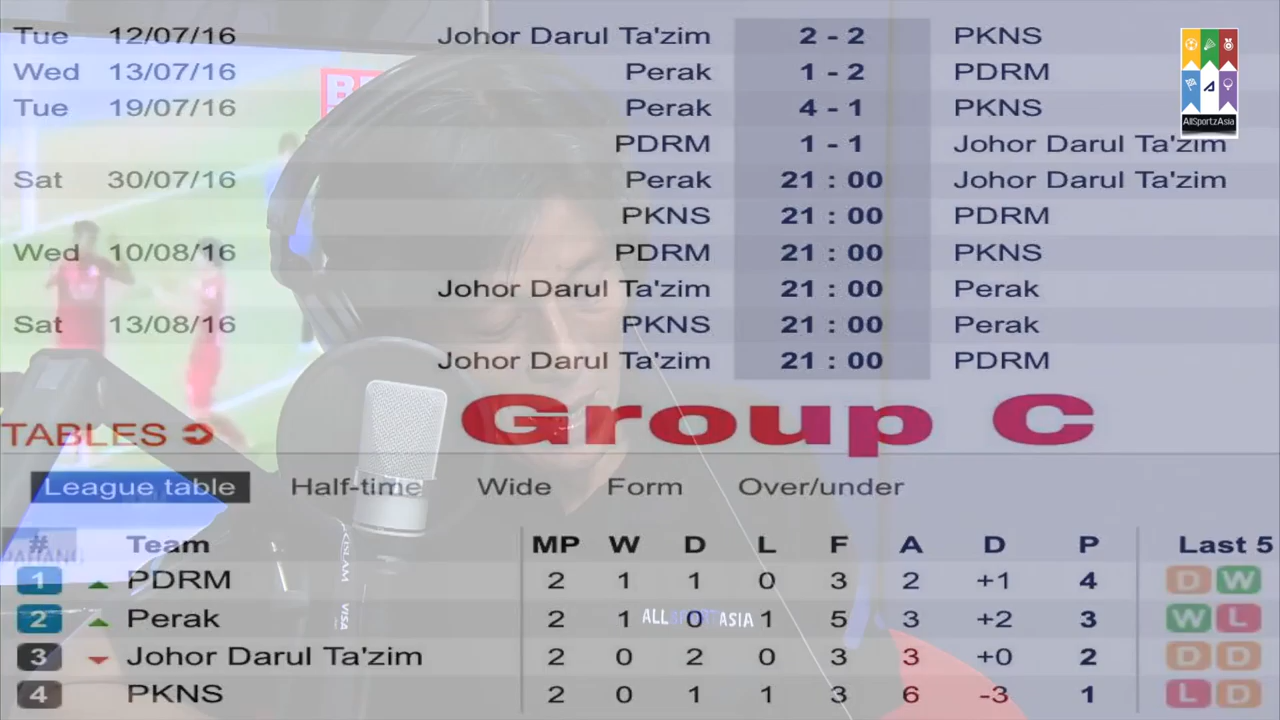 Tue 12/07/16 Johor Darul Ta'zim 2 - 2 PKNS
Wed 13/07/16 Perak 1 - 2 PDRM
Tue 19/07/16 Perak 4 - 1 PKNS
PDRM 1 - 1 Johor Darul Ta'zim
Sat 30/07/16 Perak 21 : 00 Johor Darul Ta'zim
PKNS 21 : 00 PDRM
Wed 10/08/16 PDRM 21 : 00 PKNS
Johor Darul Ta'zim 21 : 00 Perak
Sat 13/08/16 PKNS 21 : 00 Perak
Johor Darul Ta'zim 21 : 00 PDRM
AllSportzAsia
TABLES Group C
League table Half-time Wide Form Over/under
# Team MP W D L F A D P Last 5
1 PDRM 2 1 1 0 3 2 +1 4 D W
2 Perak 2 1 0 1 5 3 +2 3 W L
3 Johor Darul Ta'zim 2 0 2 0 3 3 +0 2 D D
4 PKNS 2 0 1 1 3 6 -3 1 L D
VISA